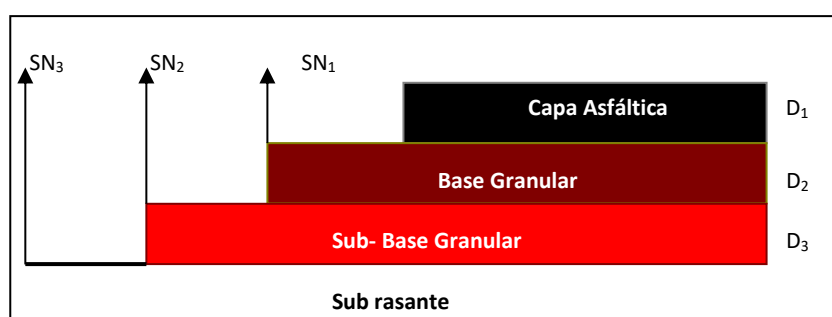 SN₃ SN₂ SN₁
Capa Asfáltica D₁
Base Granular D₂
Sub- Base Granular D₃
Sub rasante